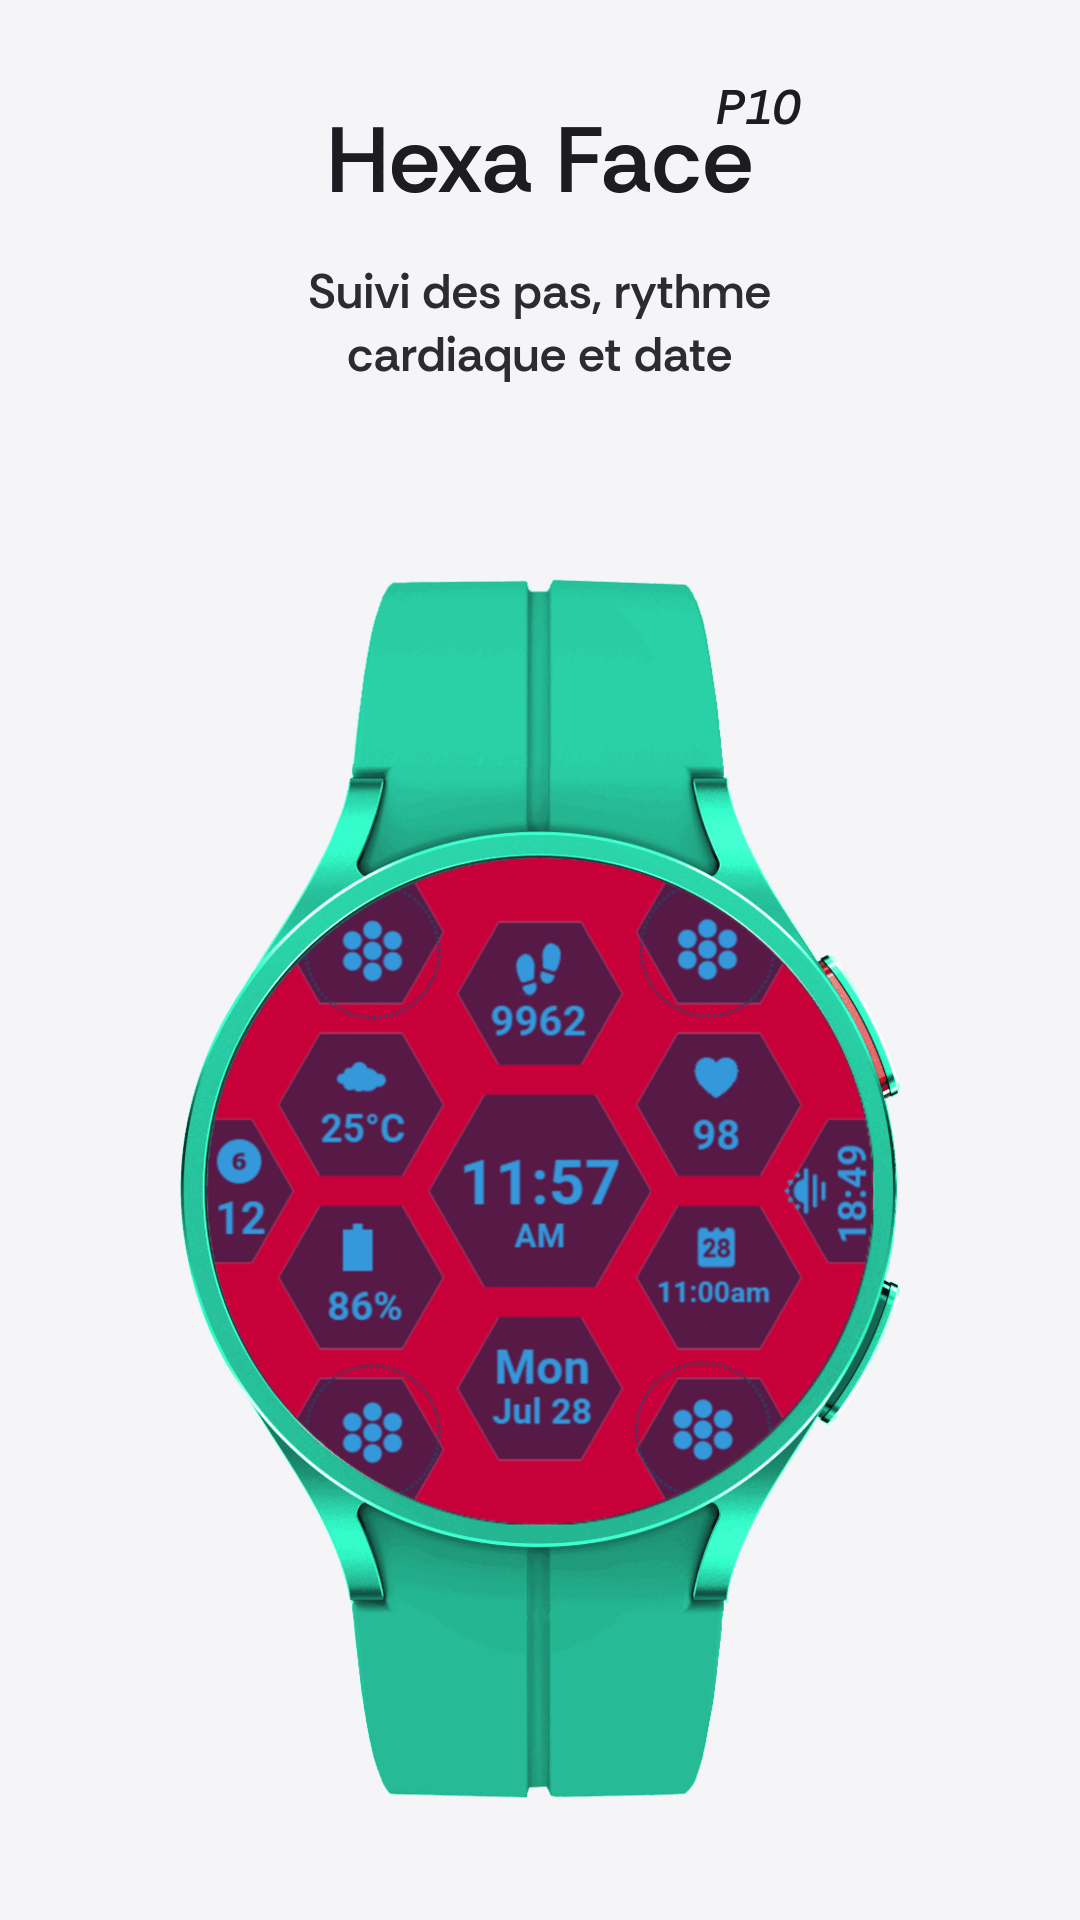 P10
Hexa Face
Suivi des pas, rythme
cardiaque et date
9962
25°C
98
6
12
11:57
AM
18:49
86%
28
11:00am
Mon
Jul 28